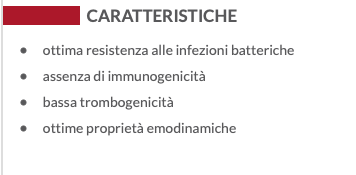 CARATTERISTICHE
• ottima resistenza alle infezioni batteriche
• assenza di immunogenicità
• bassa trombogenicità
• ottime proprietà emodinamiche